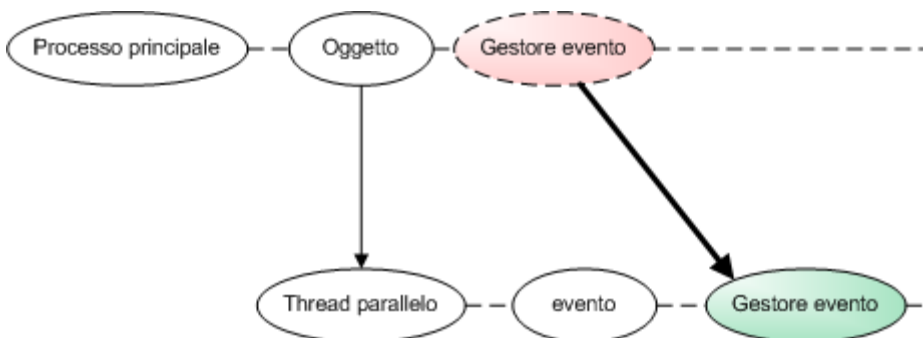 Processo principale
Oggetto
Gestore evento
Thread parallelo
evento
Gestore evento